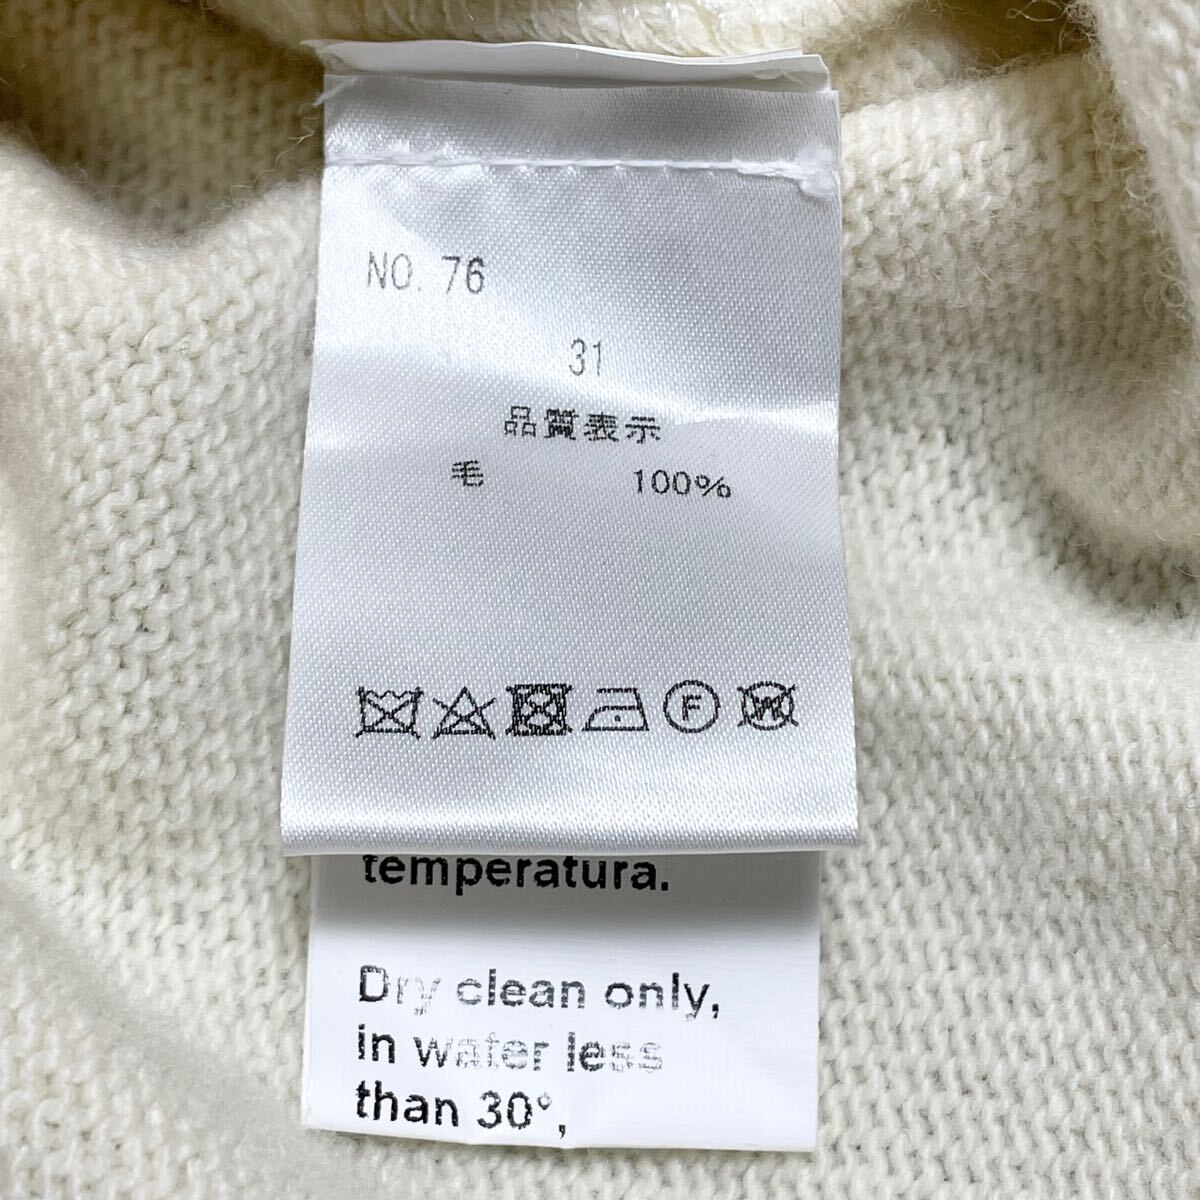 NO. 76
31
品質表示
毛 100%
F W
temperatura.
Dry clean only,
in water less
than 30°,